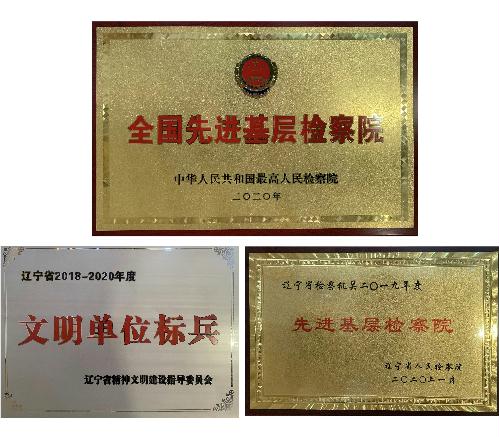 全国先进基层检察院
中华人民共和国最高人民检察院
二〇二〇年
辽宁省2018-2020年度
文明单位标兵
辽宁省精神文明建设指导委员会
辽宁省检察机关二〇一九年度
先进基层检察院
辽宁省人民检察院
二〇二〇年一月